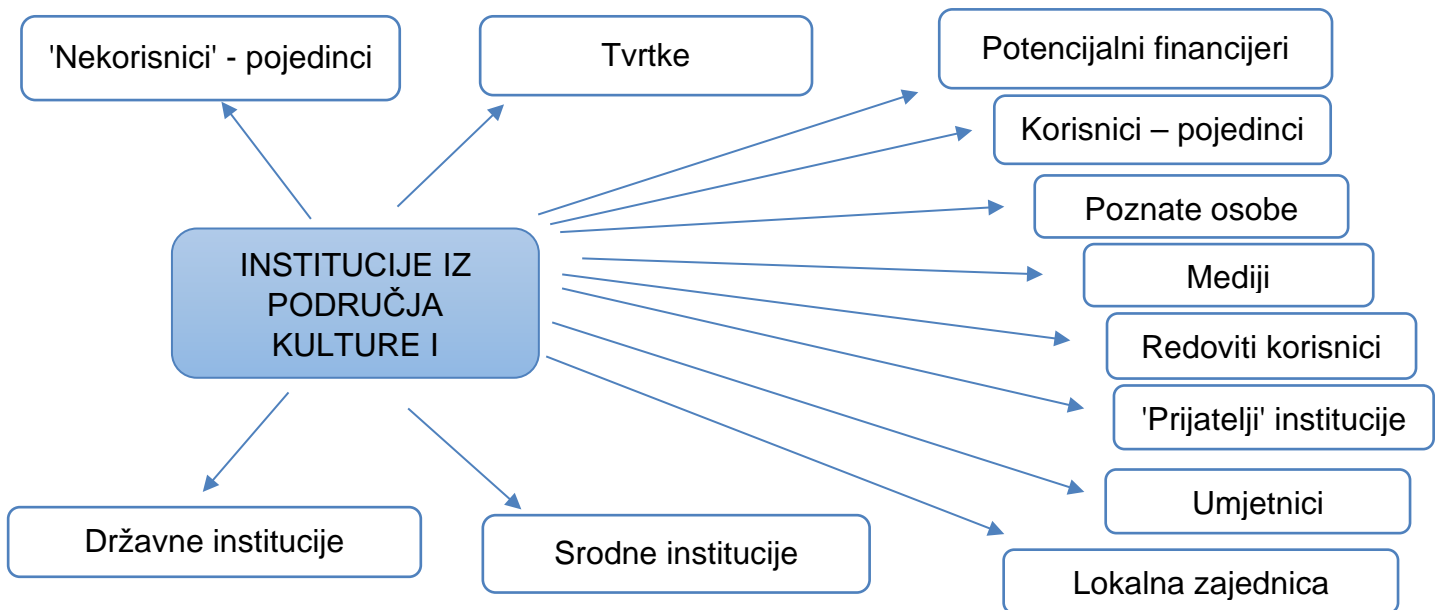 'Nekorisnici' - pojedinci
Tvrtke
Potencijalni financijeri
Korisnici – pojedinci
Poznate osobe
INSTITUCIJE IZ
PODRUČJA
KULTURE I
Mediji
Redoviti korisnici
'Prijatelji' institucije
Umjetnici
Državne institucije
Srodne institucije
Lokalna zajednica